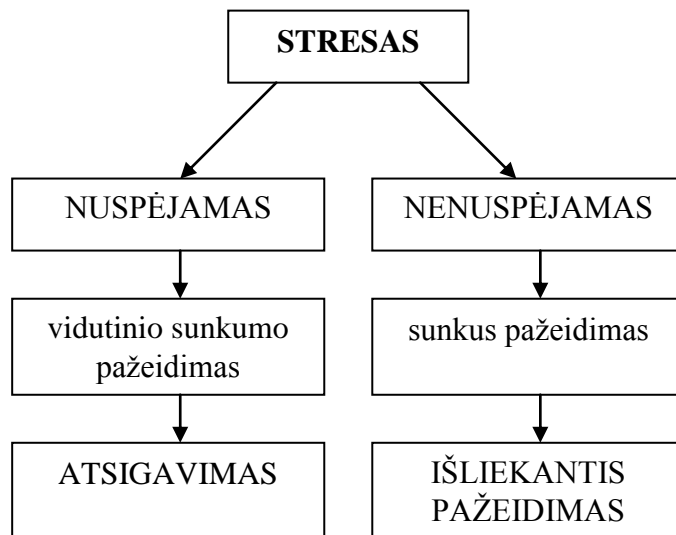 STRESAS
NUSPĖJAMAS
NENUSPĖJAMAS
vidutinio sunkumo
pažeidimas
sunkus pažeidimas
ATSIGAVIMAS
IŠLIEKANTIS
PAŽEIDIMAS